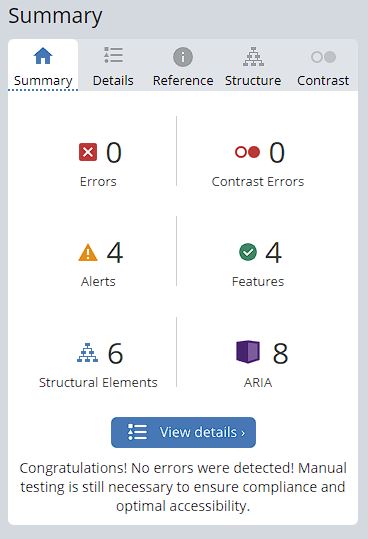 Summary
Summary Details Reference Structure Contrast
0 0
Errors Contrast Errors
4 4
Alerts Features
6 8
Structural Elements ARIA
View details ›
Congratulations! No errors were detected! Manual
testing is still necessary to ensure compliance and
optimal accessibility.